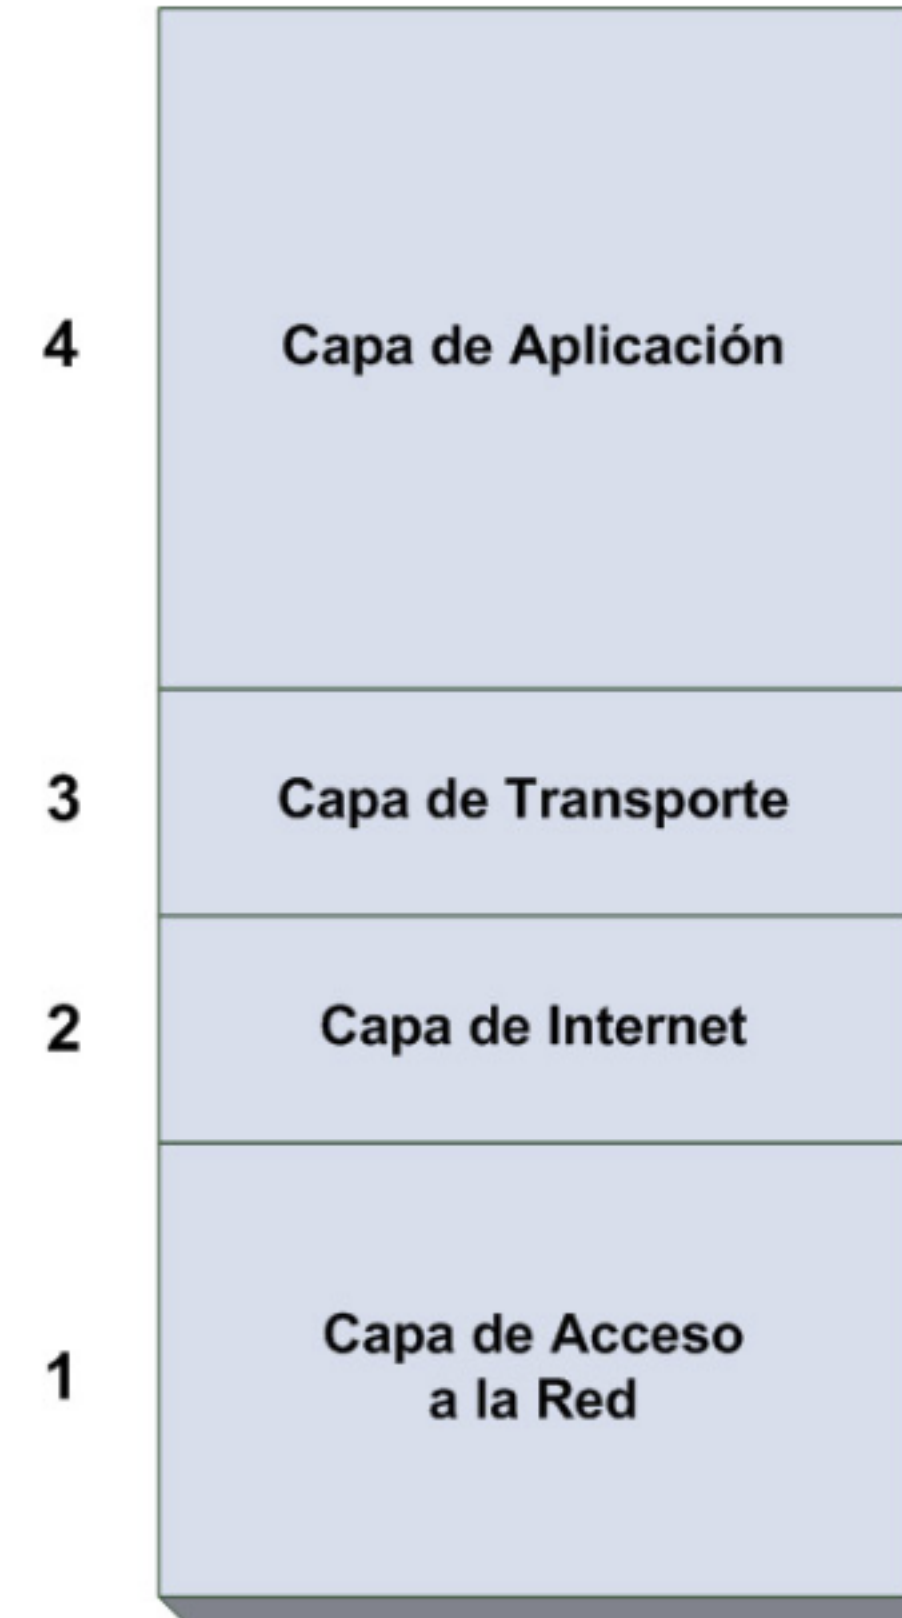 4
Capa de Aplicación
3
Capa de Transporte
2
Capa de Internet
1
Capa de Acceso
a la Red